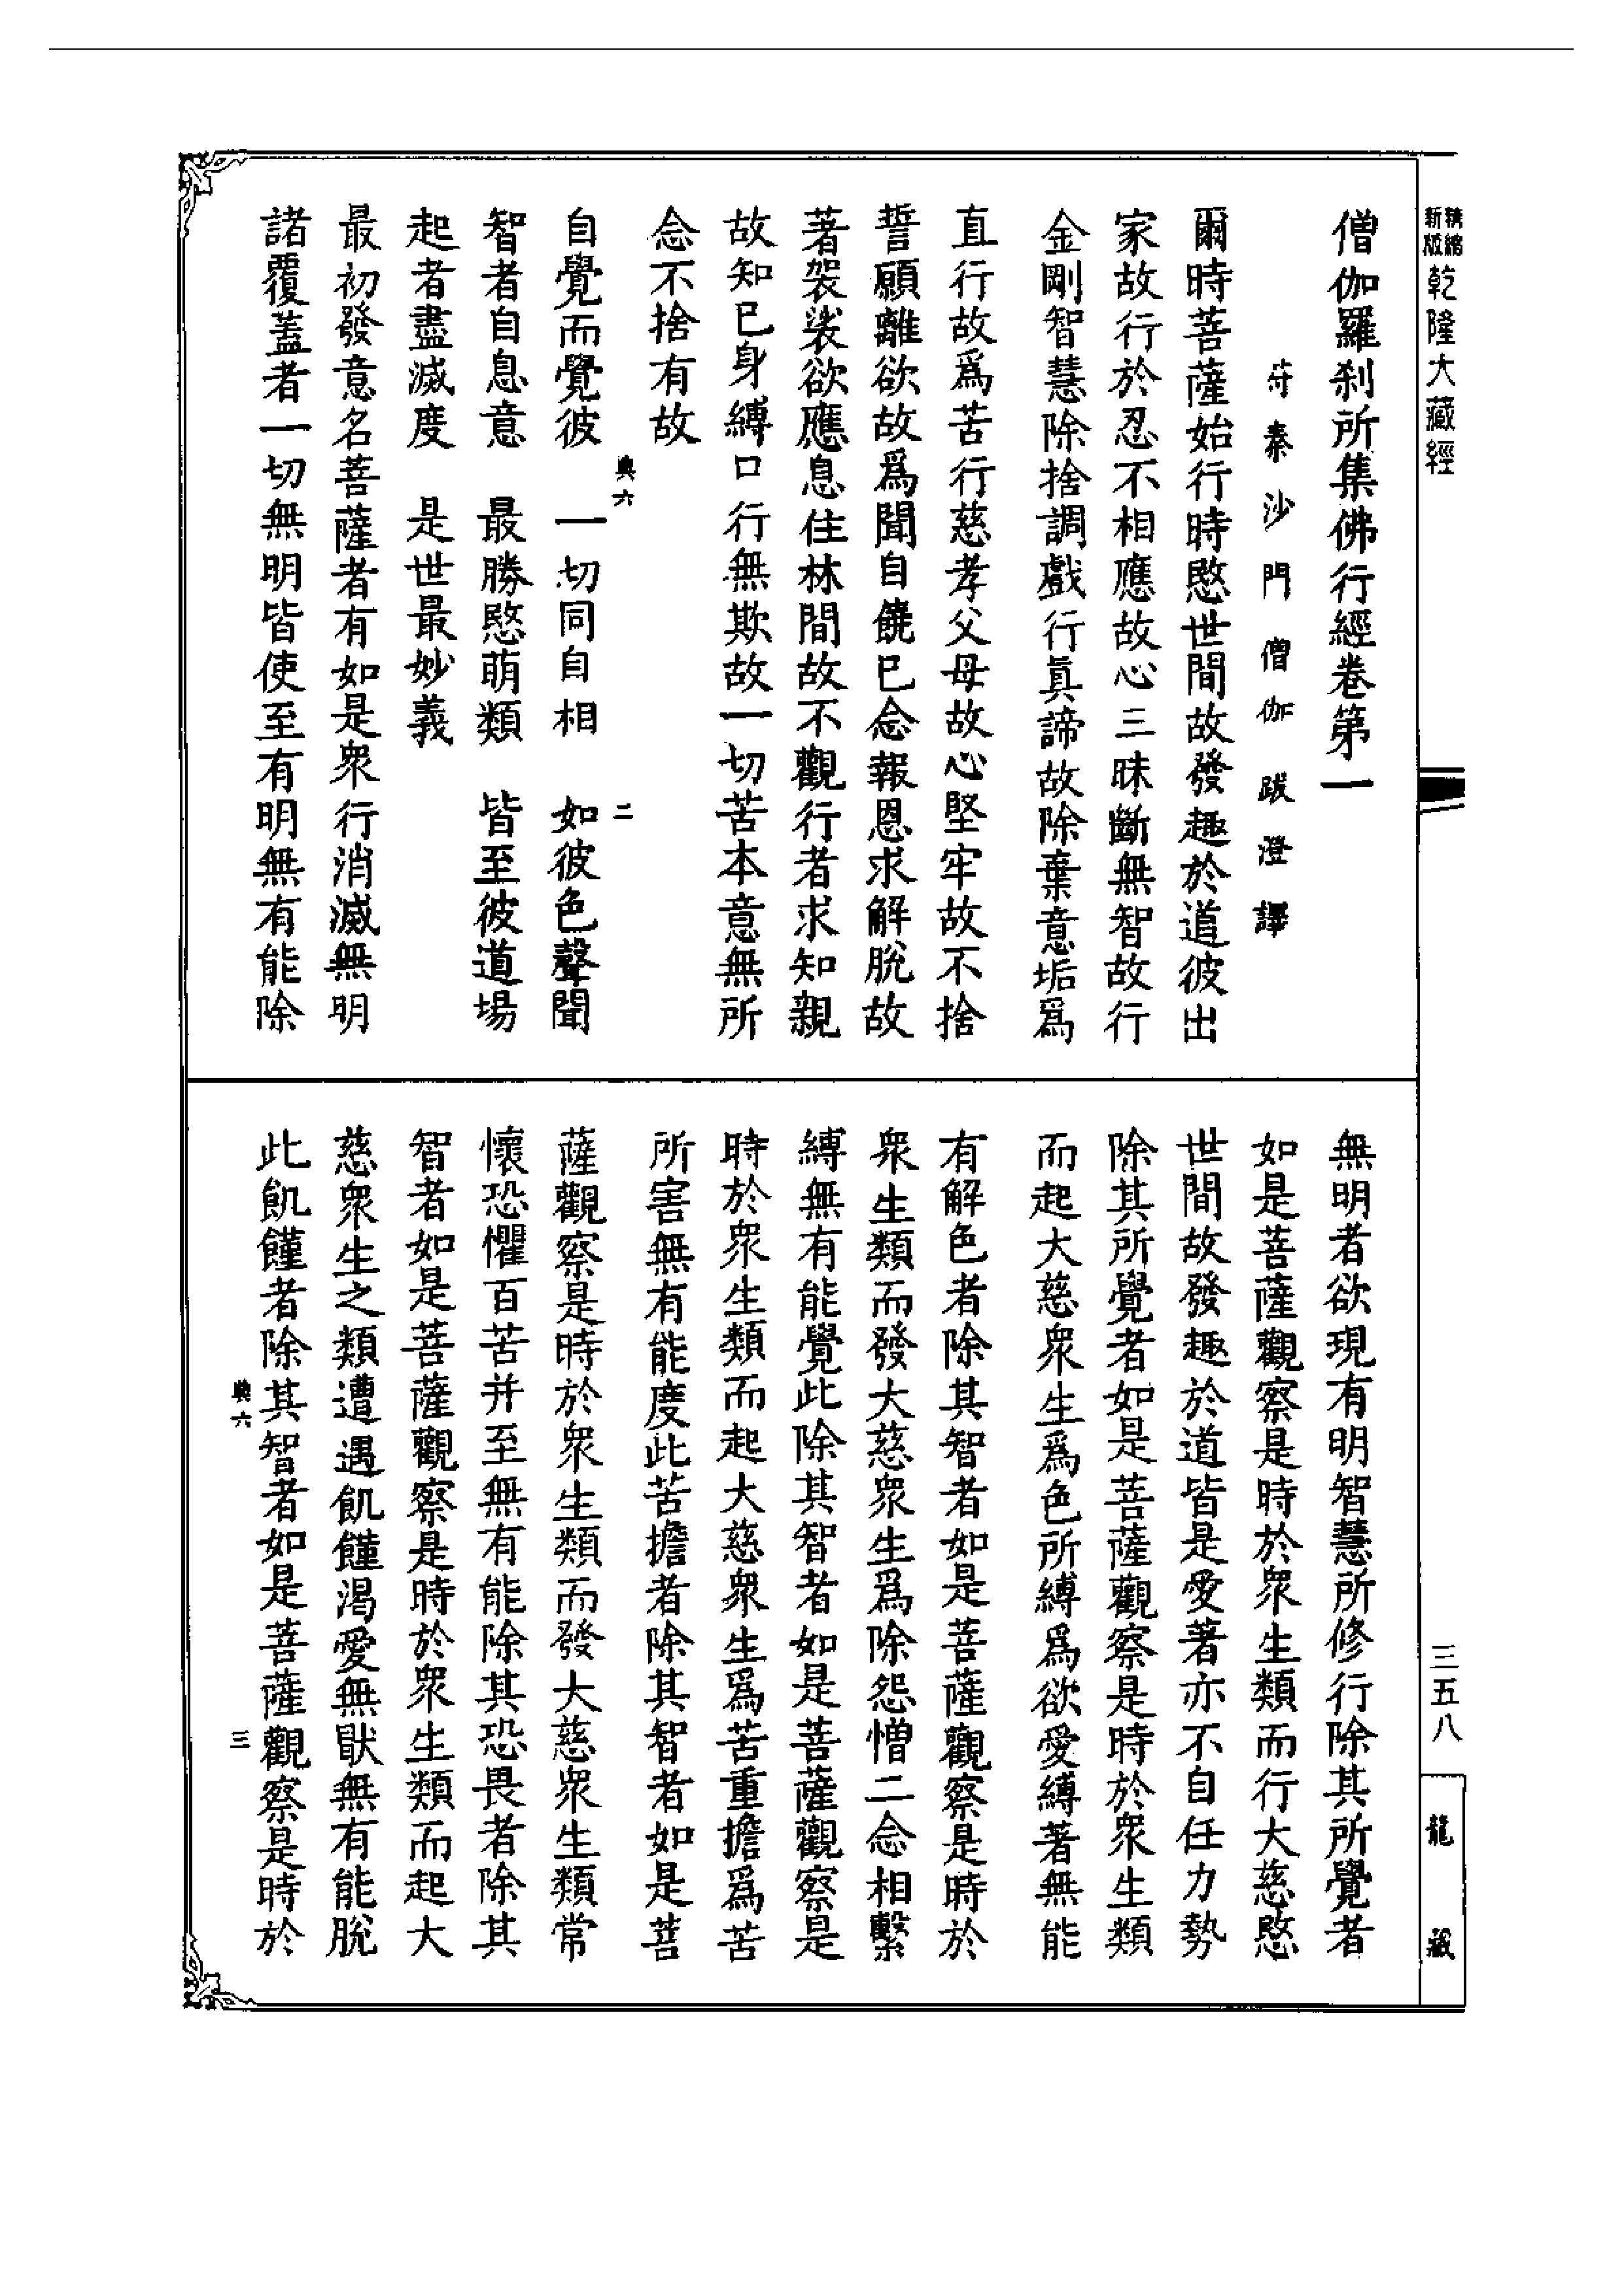 新版
精縮
乾隆大藏經
三五八
龍藏
僧伽羅刹所集佛行經卷第一
苻秦沙門僧伽跋澄譯
爾時菩薩始行時愍世間故發趣於道彼出
家故行於忍不相應故心三昧斷無智故行
金剛智慧除捨調戲行眞諦故除棄意垢爲
直行故爲苦行慈孝父母故心堅牢故不捨
誓願離欲故爲聞自饒已念報恩求解脫故
著袈裟欲應息住林間故不觀行者求知親
故知已身縛口行無欺故一切苦本意無所
念不捨有故
典六
二
自覺而覺彼　一切同自相　如彼色聲聞
智者自息意　最勝愍萌類　皆至彼道場
起者盡滅度　是世最妙義
最初發意名菩薩者有如是衆行消滅無明
諸覆蓋者一切無明皆使至有明無有能除
無明者欲現有明智慧所修行除其所覺者
如是菩薩觀察是時於衆生類而行大慈愍
世間故發趣於道皆是愛著亦不自任力勢
除其所覺者如是菩薩觀察是時於衆生類
而起大慈衆生爲色所縛爲欲愛縛著無能
有解色者除其智者如是菩薩觀察是時於
衆生類而發大慈衆生爲除怨憎二念相繫
縛無有能覺此除其智者如是菩薩觀察是
時於衆生類而起大慈衆生爲苦重擔爲苦
所害無有能度此苦擔者除其智者如是菩
薩觀察是時於衆生類而發大慈衆生類常
懷恐懼百苦并至無有能除其恐畏者除其
智者如是菩薩觀察是時於衆生類而起大
慈衆生之類遭遇飢饉渴愛無猒無有能脫
此飢饉者除其智者如是菩薩觀察是時於
典六
三